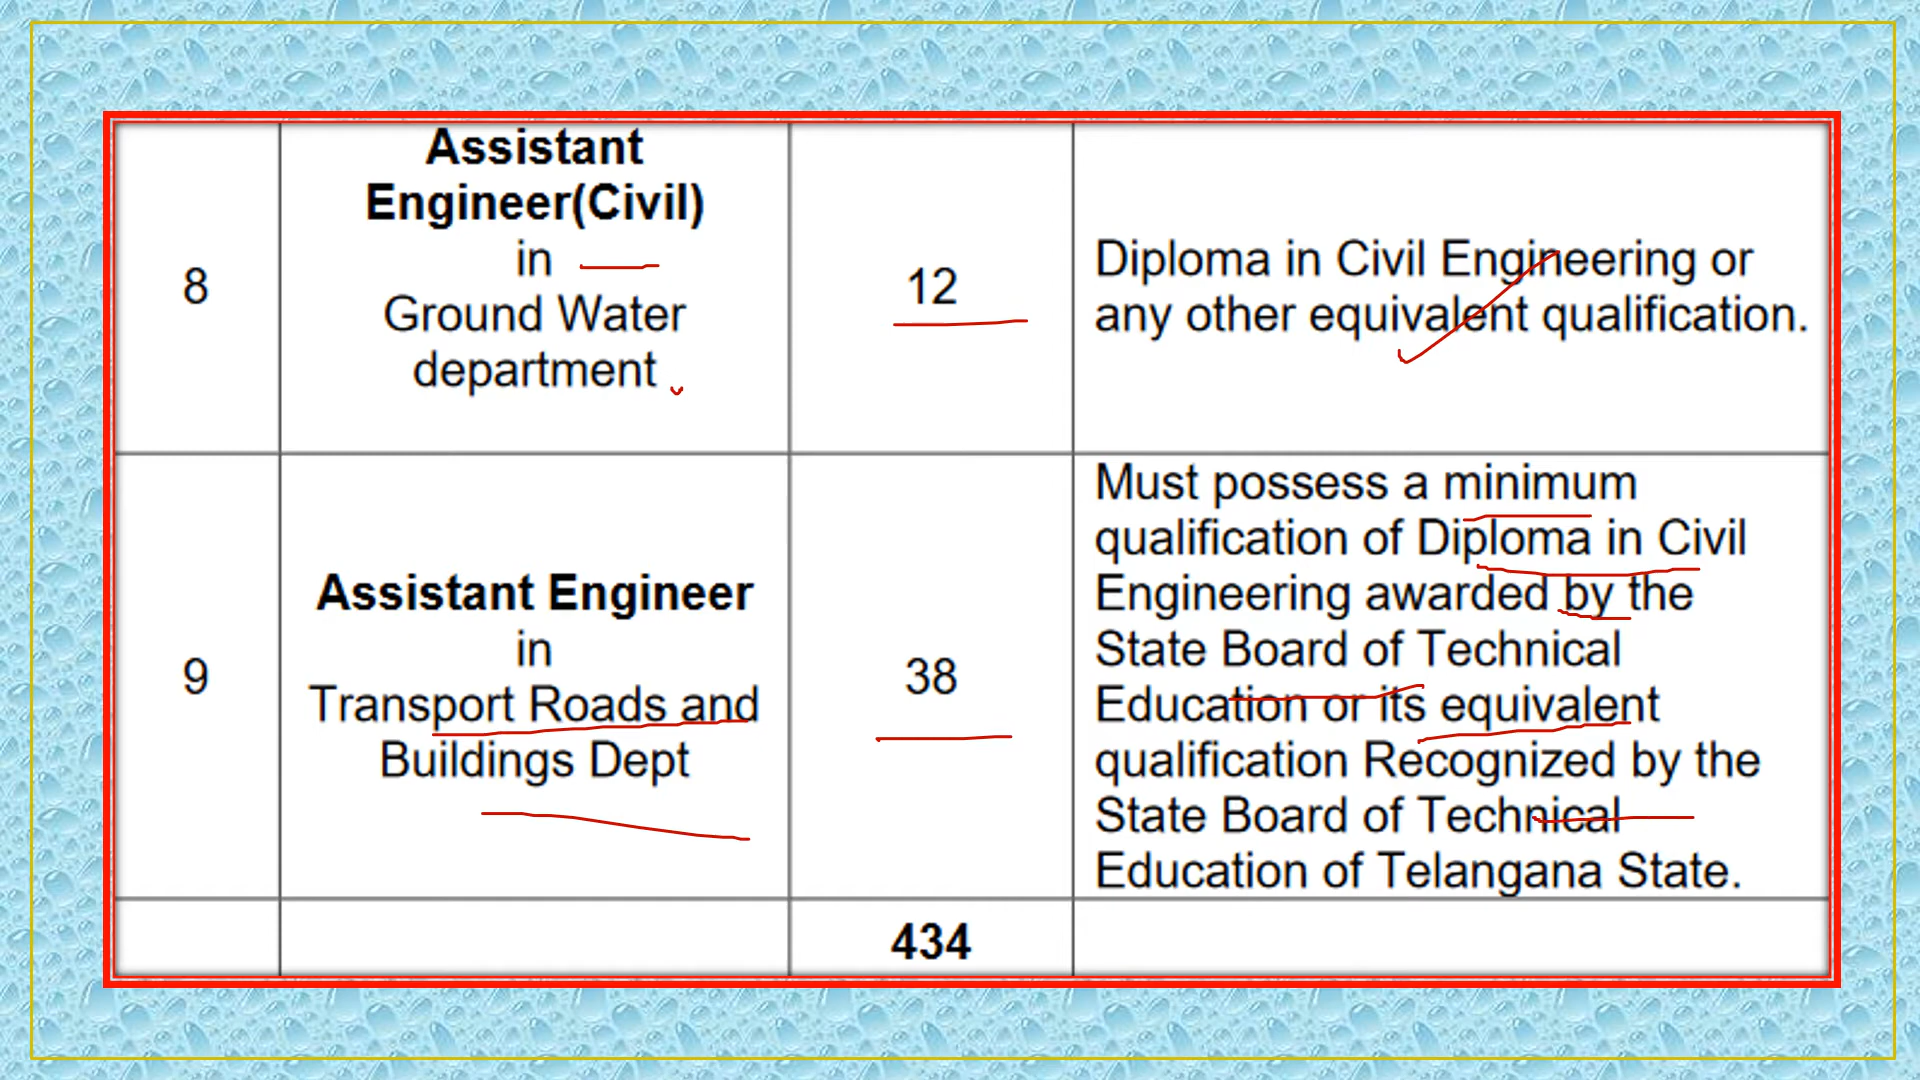 8
Assistant
Engineer(Civil)
in
Ground Water
department
12
Diploma in Civil Engineering or
any other equivalent qualification.
9
Assistant Engineer
in
Transport Roads and
Buildings Dept
38
Must possess a minimum
qualification of Diploma in Civil
Engineering awarded by the
State Board of Technical
Education or its equivalent
qualification Recognized by the
State Board of Technical
Education of Telangana State.
434